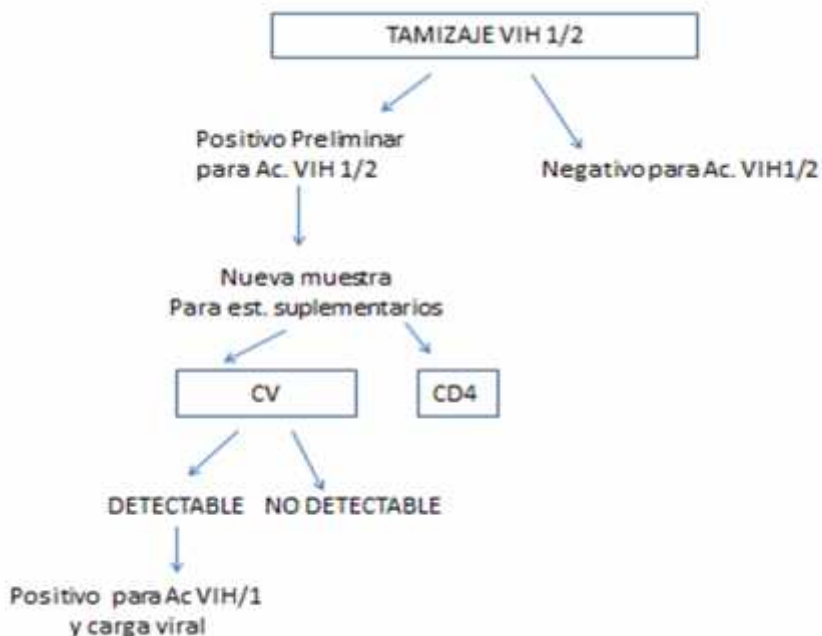 TAMIZAJE VIH 1/2
Positivo Preliminar
para Ac. VIH 1/2
Negativo para Ac. VIH1/2
Nueva muestra
Para est. suplementarios
CV
CD4
DETECTABLE
NO DETECTABLE
Positivo para Ac VIH/1
y carga viral